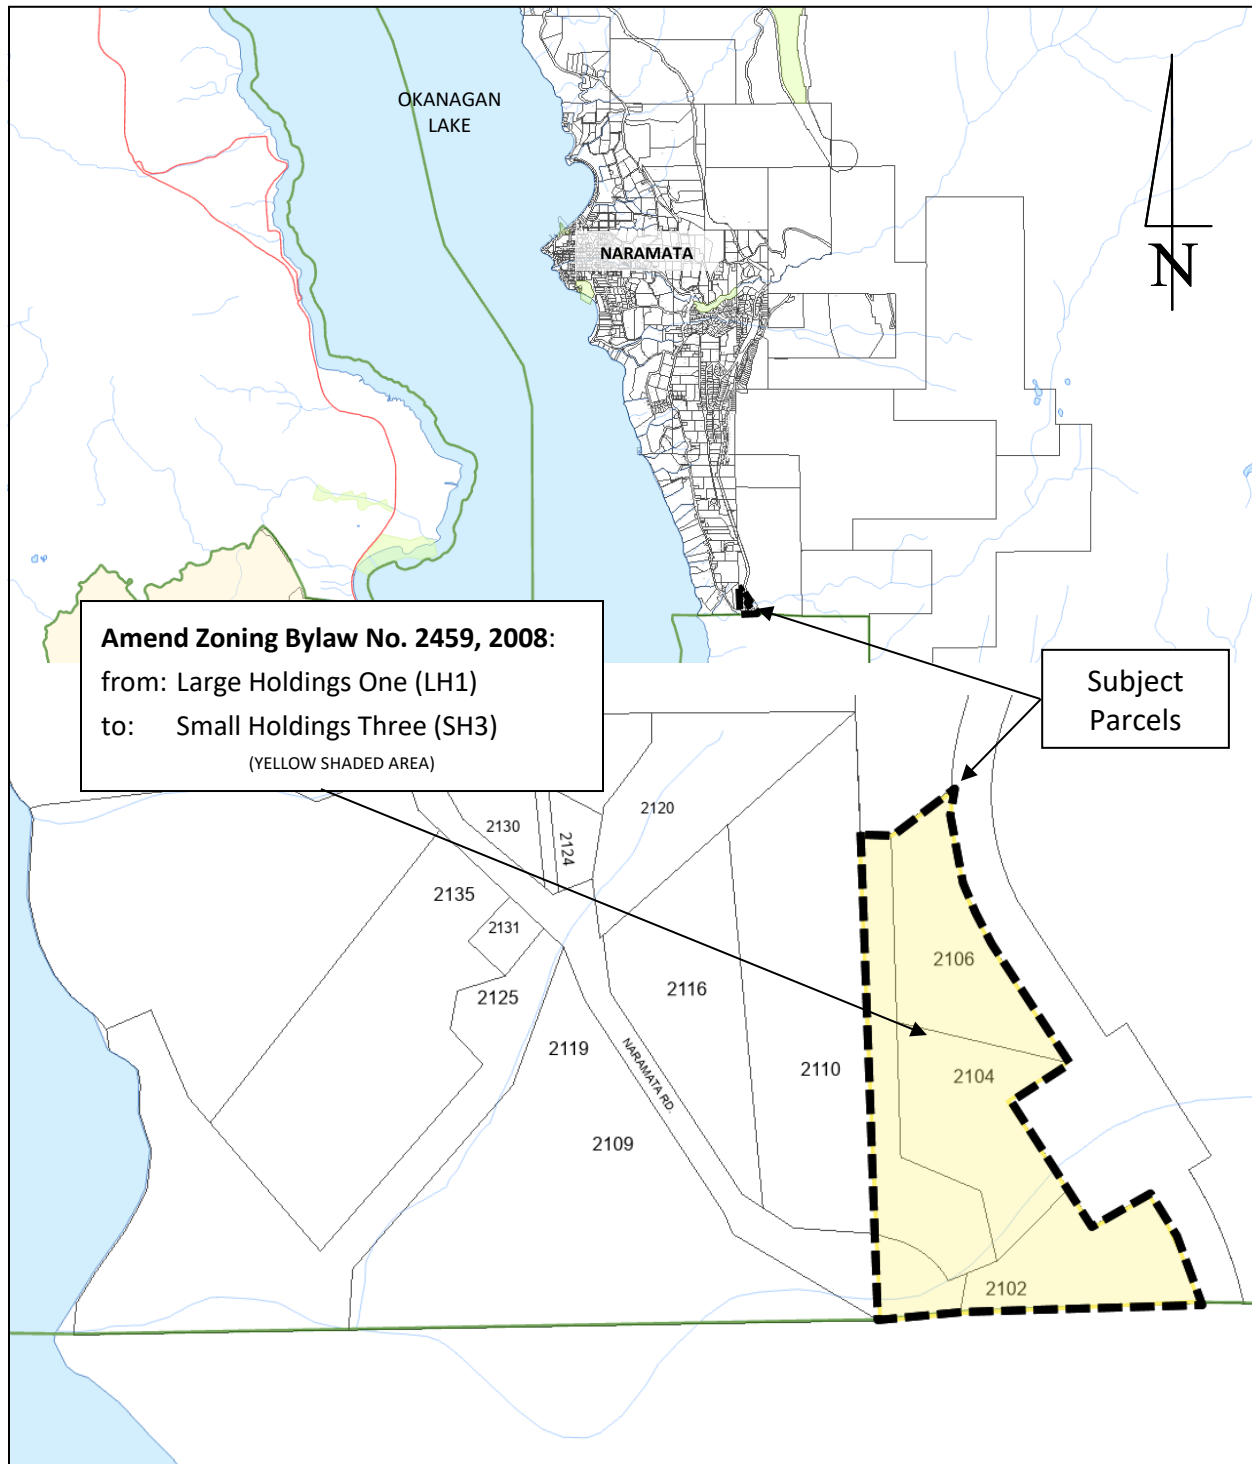 OKANAGAN
LAKE
NARAMATA
N
Amend Zoning Bylaw No. 2459, 2008:
from: Large Holdings One (LH1)
to: Small Holdings Three (SH3)
(YELLOW SHADED AREA)
Subject
Parcels
2120
2130
2124
2135
2131
2106
2125
2116
2119
2110
2104
NARAMATA RD.
2109
2102